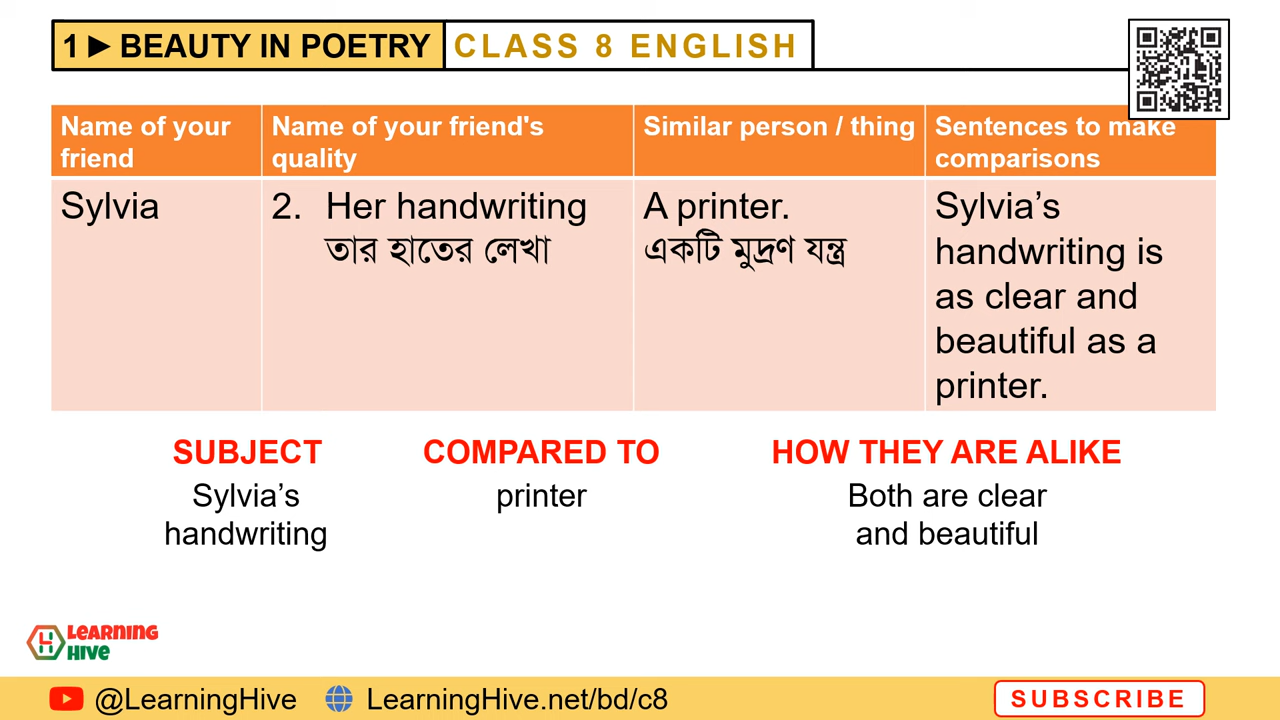 1 ► BEAUTY IN POETRY CLASS 8 ENGLISH
Name of your friend
Name of your friend's quality
Similar person / thing
Sentences to make comparisons
Sylvia
2. Her handwriting
তার হাতের লেখা
A printer.
একটি মুদ্রণ যন্ত্র
Sylvia’s
handwriting is
as clear and
beautiful as a
printer.
SUBJECT
Sylvia’s
handwriting
COMPARED TO
printer
HOW THEY ARE ALIKE
Both are clear
and beautiful
Learning
Hive
@LearningHive LearningHive.net/bd/c8 SUBSCRIBE